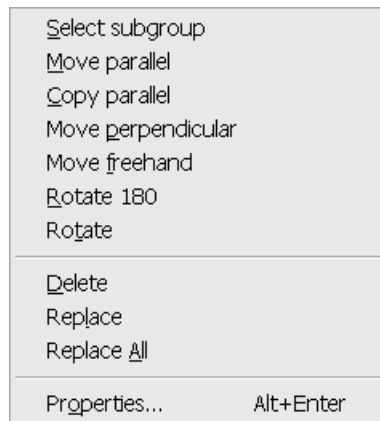 Select subgroup
Move parallel
Copy parallel
Move perpendicular
Move freehand
Rotate 180
Rotate
Delete
Replace
Replace All
Properties... Alt+Enter